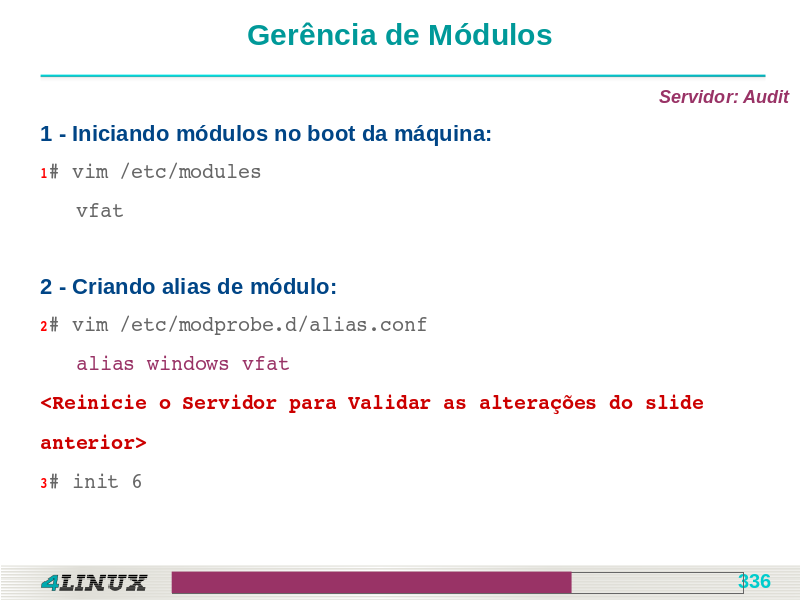 Gerência de Módulos
Servidor: Audit
1 - Iniciando módulos no boot da máquina:
1# vim /etc/modules
vfat
2 - Criando alias de módulo:
2# vim /etc/modprobe.d/alias.conf
alias windows vfat
<Reinicie o Servidor para Validar as alterações do slide
anterior>
3# init 6
4LINUX
336